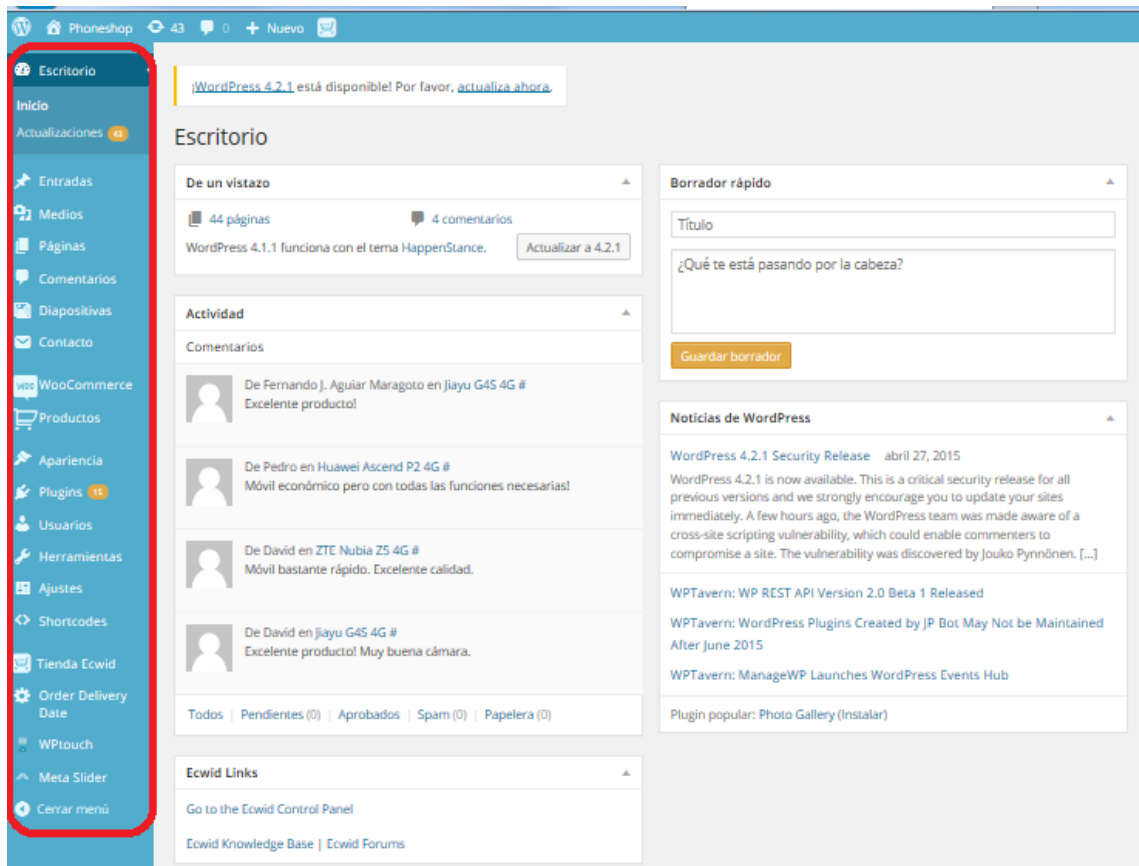 Phoneshop 43 0 Nuevo
Escritorio
Inicio
Actualizaciones 43
Entradas
Medios
Páginas
Comentarios
Diapositivas
Contacto
WOO WooCommerce
Productos
Apariencia
Plugins 15
Usuarios
Herramientas
Ajustes
Shortcodes
Tienda Ecwid
Order Delivery
Date
WPtouch
Meta Slider
Cerrar menú
¡WordPress 4.2.1 está disponible! Por favor, actualiza ahora.
Escritorio
De un vistazo
44 páginas 4 comentarios
WordPress 4.1.1 funciona con el tema HappenStance. Actualizar a 4.2.1
Actividad
Comentarios
De Fernando J. Aguiar Maragoto en Jiayu G4S 4G #
Excelente producto!
De Pedro en Huawei Ascend P2 4G #
Móvil económico pero con todas las funciones necesarias!
De David en ZTE Nubia Z5 4G #
Móvil bastante rápido. Excelente calidad.
De David en Jiayu G4S 4G #
Excelente producto! Muy buena cámara.
Todos | Pendientes (0) | Aprobados | Spam (0) | Papelera (0)
Ecwid Links
Go to the Ecwid Control Panel
Ecwid Knowledge Base | Ecwid Forums
Borrador rápido
Título
¿Qué te está pasando por la cabeza?
Guardar borrador
Noticias de WordPress
WordPress 4.2.1 Security Release abril 27, 2015
WordPress 4.2.1 is now available. This is a critical security release for all
previous versions and we strongly encourage you to update your sites
immediately. A few hours ago, the WordPress team was made aware of a
cross-site scripting vulnerability, which could enable commenters to
compromise a site. The vulnerability was discovered by Jouko Pynnönen. [...]
WPTavern: WP REST API Version 2.0 Beta 1 Released
WPTavern: WordPress Plugins Created by JP Bot May Not be Maintained
After June 2015
WPTavern: ManageWP Launches WordPress Events Hub
Plugin popular: Photo Gallery (Instalar)